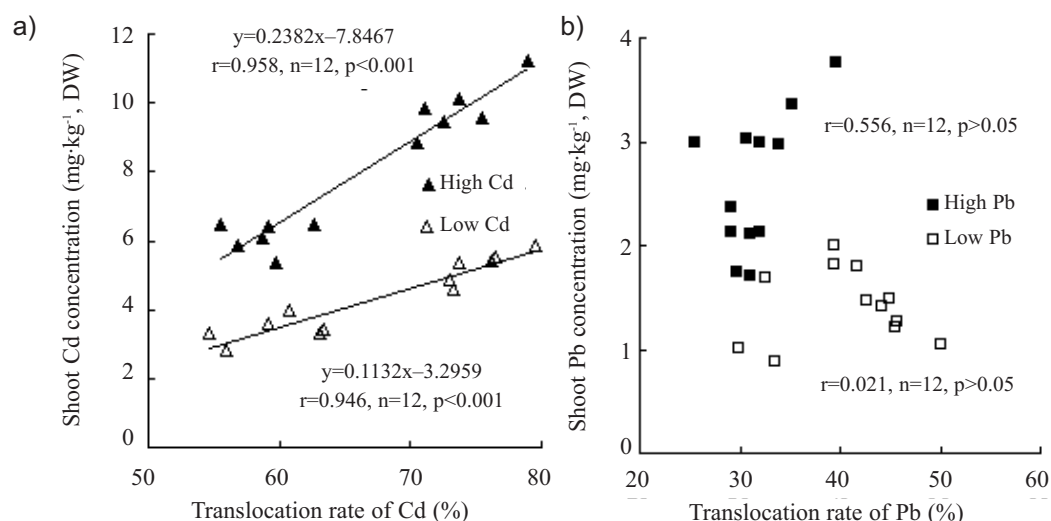 a)
Shoot Cd concentration (mg·kg⁻¹, DW)
12
10
8
6
4
2
0
y=0.2382x–7.8467
r=0.958, n=12, p<0.001
High Cd
Low Cd
y=0.1132x–3.2959
r=0.946, n=12, p<0.001
50 60 70 80
Translocation rate of Cd (%)
b)
Shoot Pb concentration (mg·kg⁻¹, DW)
4
3
2
1
0
r=0.556, n=12, p>0.05
High Pb
Low Pb
r=0.021, n=12, p>0.05
20 30 40 50 60
Translocation rate of Pb (%)